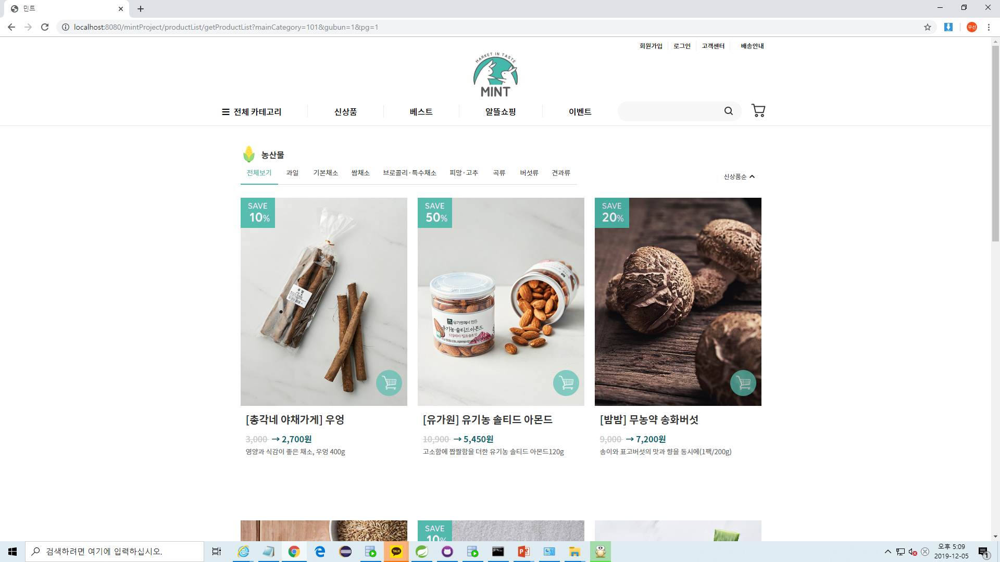 민트
localhost:8080/mintProject/productList/getProductList?mainCategory=101&gubun=1&pg=1
무선
회원가입
로그인
고객센터
배송안내
MARKET IN TASTE
MINT
전체 카테고리
신상품
베스트
알뜰쇼핑
이벤트
농산물
전체보기
과일
기본채소
쌈채소
브로콜리·특수채소
피망·고추
곡류
버섯류
견과류
신상품순
SAVE
10%
SAVE
50%
SAVE
20%
우엉
유가원에서 만든
유기농 솔티드아몬드
[총각네 야채가게] 우엉
3,000 → 2,700원
영양과 식감이 좋은 채소, 우엉 400g
[유가원] 유기농 솔티드 아몬드
10,900 → 5,450원
고소함에 짭짤함을 더한 유기농 솔티드 아몬드120g
[밤밤] 무농약 송화버섯
9,000 → 7,200원
송이와 표고버섯의 맛과 향을 동시에(1팩/200g)
SAVE
10%
검색하려면 여기에 입력하십시오.
TALK
오후 5:09
2019-12-05
1